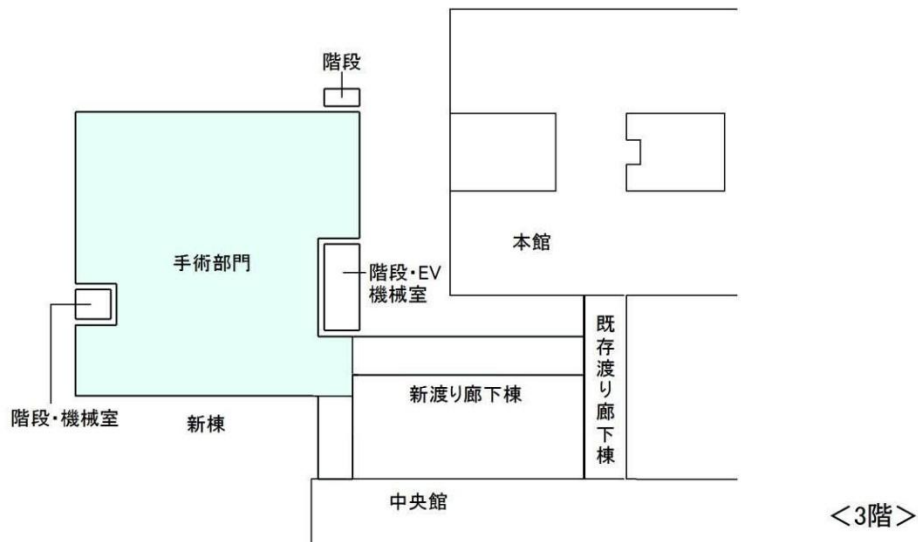 階段
手術部門
本館
階段・EV
機械室
階段・機械室
新棟
新渡り廊下棟
既存渡り廊下棟
中央館
＜3階＞